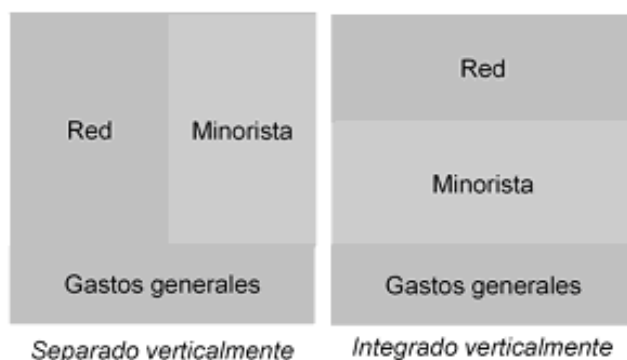 Red
Minorista
Gastos generales
Separado verticalmente
Red
Minorista
Gastos generales
Integrado verticalmente